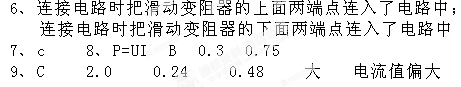 6、连接电路时把滑动变阻器的上面两端点连入了电路中；
连接电路时把滑动变阻器的下面两端点连入了电路中
7、c 8、P=UI B 0.3 0.75
9、C 2.0 0.24 0.48 大 电流值偏大